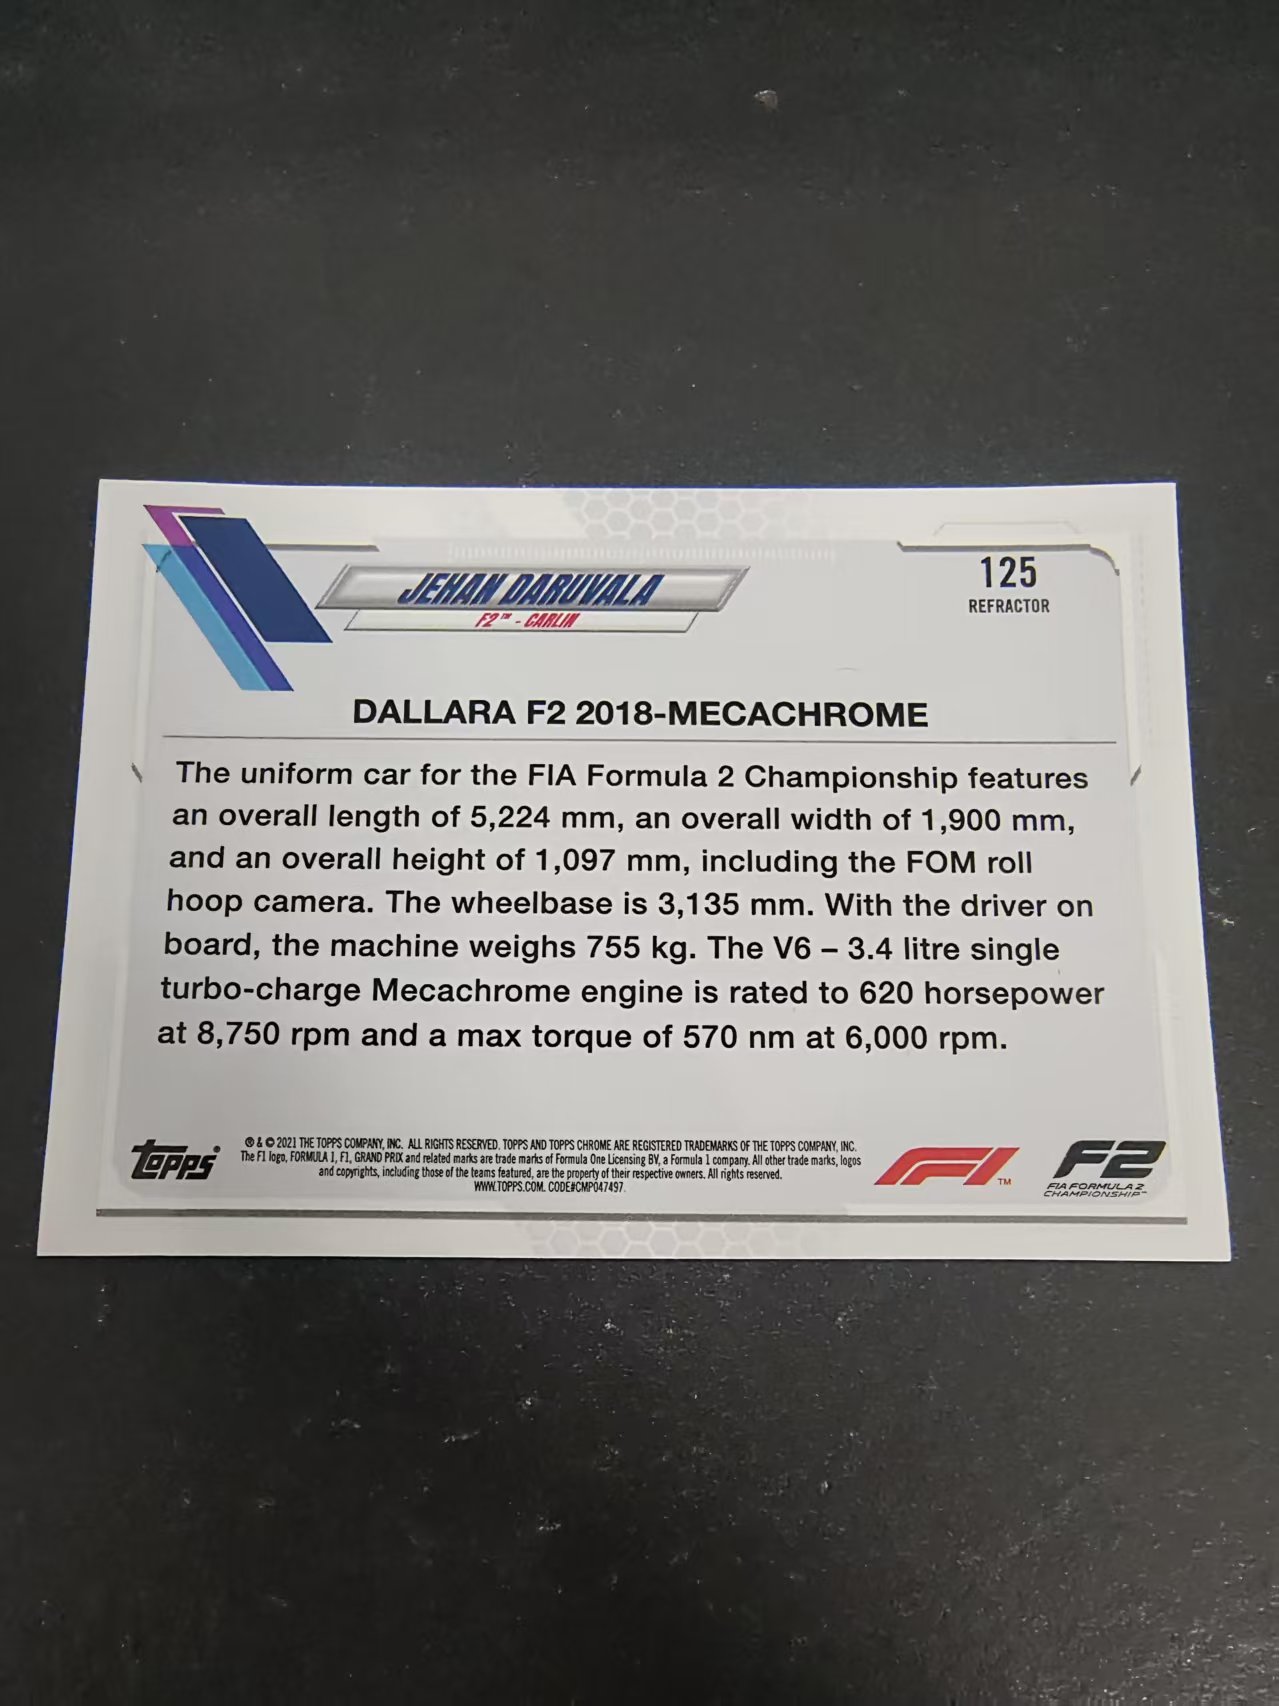 JEHAN DARUVALA
F2™ - CARLIN
125
REFRACTOR
DALLARA F2 2018-MECACHROME
The uniform car for the FIA Formula 2 Championship features
an overall length of 5,224 mm, an overall width of 1,900 mm,
and an overall height of 1,097 mm, including the FOM roll
hoop camera. The wheelbase is 3,135 mm. With the driver on
board, the machine weighs 755 kg. The V6 – 3.4 litre single
turbo-charge Mecachrome engine is rated to 620 horsepower
at 8,750 rpm and a max torque of 570 nm at 6,000 rpm.
Topps®
® & © 2021 THE TOPPS COMPANY, INC. ALL RIGHTS RESERVED. TOPPS AND TOPPS CHROME ARE REGISTERED TRADEMARKS OF THE TOPPS COMPANY, INC.
The F1 logo, FORMULA 1, F1, GRAND PRIX and related marks are trade marks of Formula One Licensing BV, a Formula 1 company. All other trade marks, logos
and copyrights, including those of the teams featured, are the property of their respective owners. All rights reserved.
WWW.TOPPS.COM. CODE#CMP047497.
F1™
F2
FIA FORMULA 2
CHAMPIONSHIP™